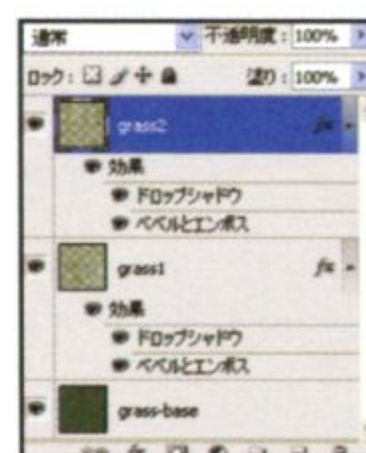 通常 不透明度: 100%
ロック: 塗り: 100%
grass2 fx
効果
ドロップシャドウ
ベベルとエンボス
grass1 fx
効果
ドロップシャドウ
ベベルとエンボス
grass-base